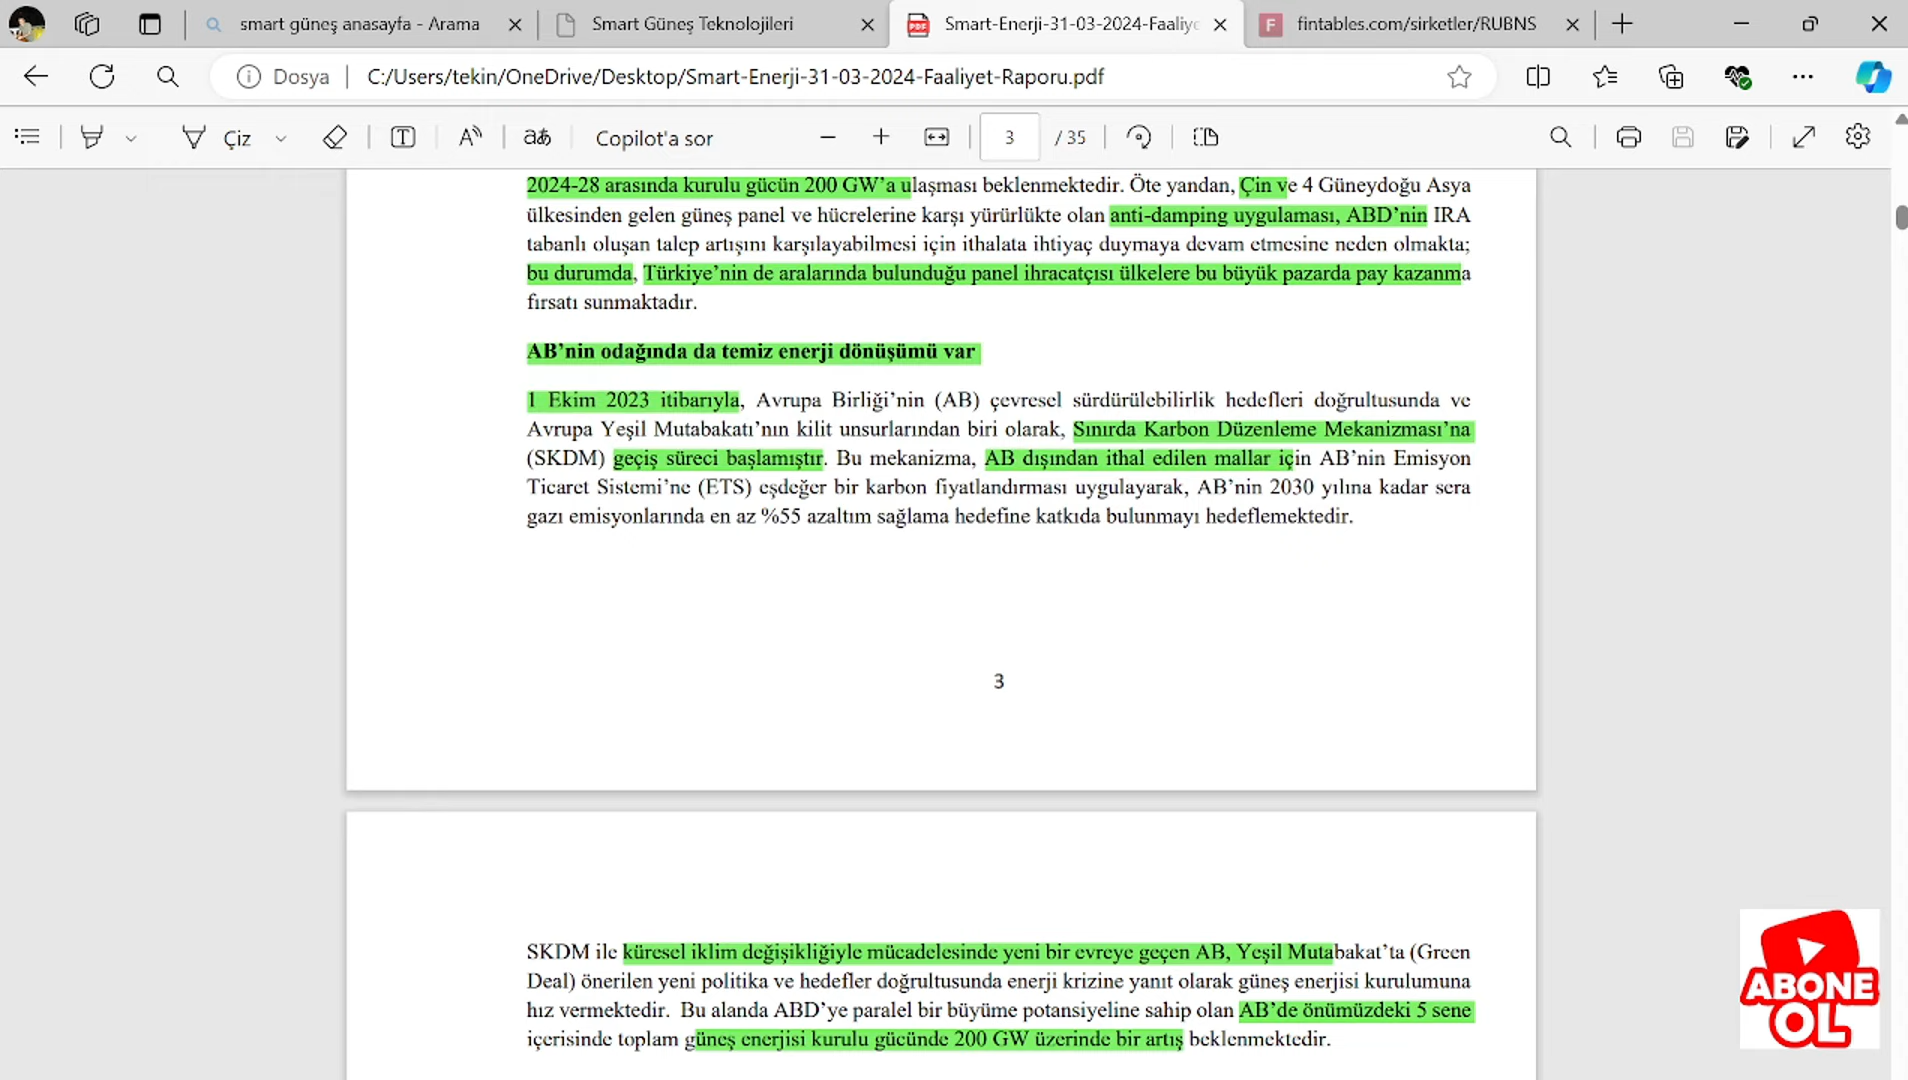 smart güneş anasayfa - Arama
Smart Güneş Teknolojileri
Smart-Enerji-31-03-2024-Faaliye
fintables.com/sirketler/RUBNS
Dosya
C:/Users/tekin/OneDrive/Desktop/Smart-Enerji-31-03-2024-Faaliyet-Raporu.pdf
Çiz
aあ
Copilot'a sor
3 / 35
2024-28 arasında kurulu gücün 200 GW’a ulaşması beklenmektedir. Öte yandan, Çin ve 4 Güneydoğu Asya
ülkesinden gelen güneş panel ve hücrelerine karşı yürürlükte olan anti-damping uygulaması, ABD’nin IRA
tabanlı oluşan talep artışını karşılayabilmesi için ithalata ihtiyaç duymaya devam etmesine neden olmakta;
bu durumda, Türkiye’nin de aralarında bulunduğu panel ihracatçısı ülkelere bu büyük pazarda pay kazanma
fırsatı sunmaktadır.
AB’nin odağında da temiz enerji dönüşümü var
1 Ekim 2023 itibarıyla, Avrupa Birliği’nin (AB) çevresel sürdürülebilirlik hedefleri doğrultusunda ve
Avrupa Yeşil Mutabakatı’nın kilit unsurlarından biri olarak, Sınırda Karbon Düzenleme Mekanizması’na
(SKDM) geçiş süreci başlamıştır. Bu mekanizma, AB dışından ithal edilen mallar için AB’nin Emisyon
Ticaret Sistemi’ne (ETS) eşdeğer bir karbon fiyatlandırması uygulayarak, AB’nin 2030 yılına kadar sera
gazı emisyonlarında en az %55 azaltım sağlama hedefine katkıda bulunmayı hedeflemektedir.
3
SKDM ile küresel iklim değişikliğiyle mücadelesinde yeni bir evreye geçen AB, Yeşil Mutabakat’ta (Green
Deal) önerilen yeni politika ve hedefler doğrultusunda enerji krizine yanıt olarak güneş enerjisi kurulumuna
hız vermektedir. Bu alanda ABD’ye paralel bir büyüme potansiyeline sahip olan AB’de önümüzdeki 5 sene
içerisinde toplam güneş enerjisi kurulu gücünde 200 GW üzerinde bir artış beklenmektedir.
ABONE
OL